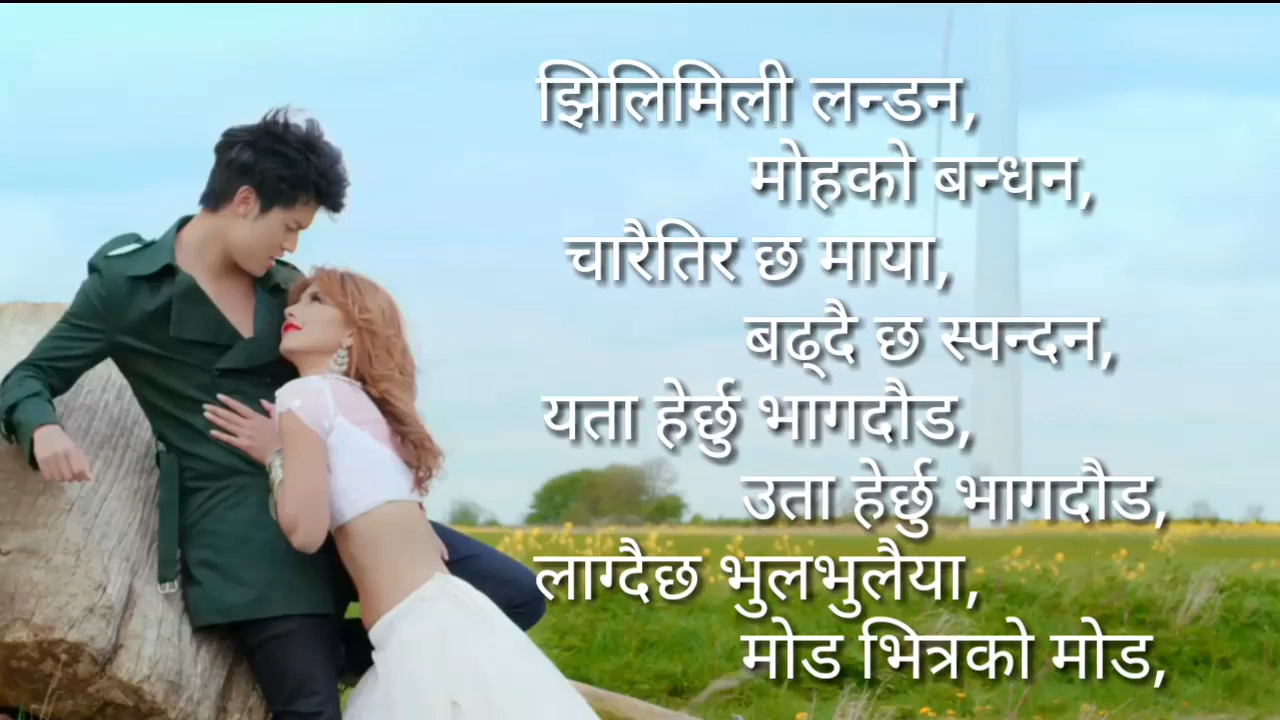 झिलिमिली लन्डन,
मोहको बन्धन,
चारैतिर छ माया,
बढ्दै छ स्पन्दन,
यता हेर्छु भागदौड,
उता हेर्छु भागदौड,
लाग्दैछ भुलभुलैया,
मोड भित्रको मोड,